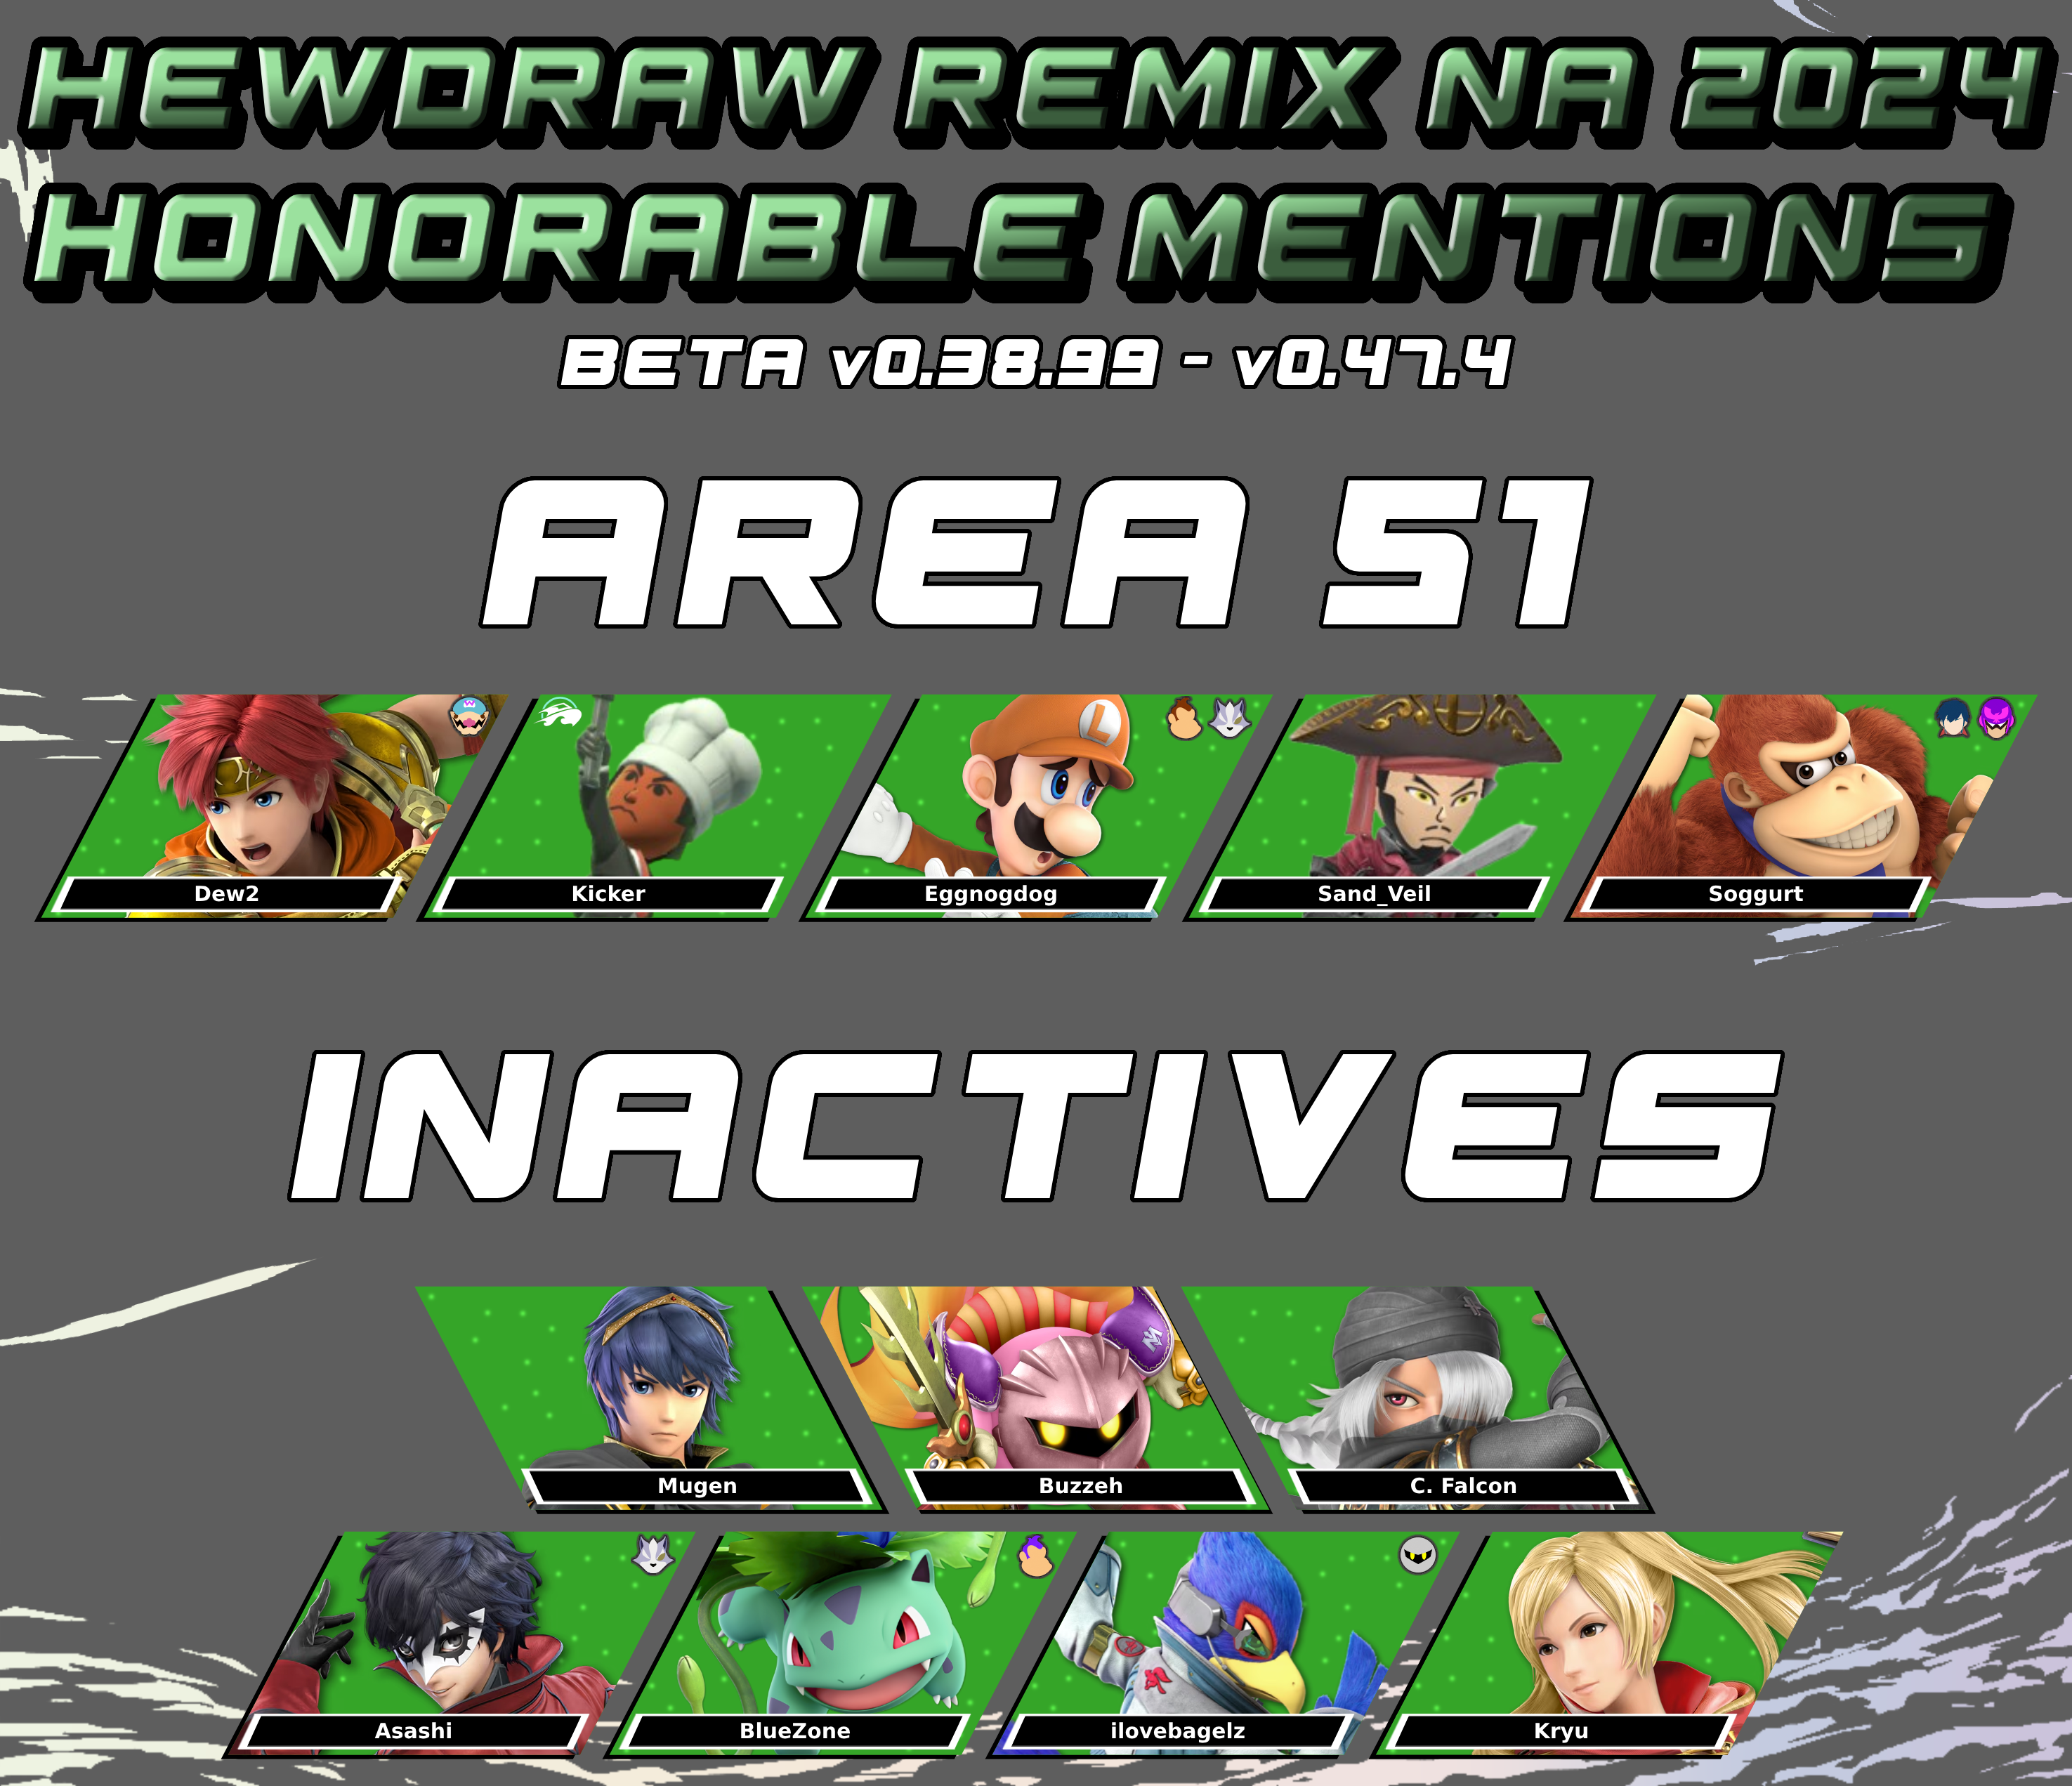 HEWDRAW REMIX NA 2024
HONORABLE MENTIONS
BETA v0.38.99 - v0.47.4
AREA 51
Dew2
Kicker
Eggnogdog
Sand_Veil
Soggurt
INACTIVES
Mugen
Buzzeh
C. Falcon
Asashi
BlueZone
ilovebagelz
Kryu